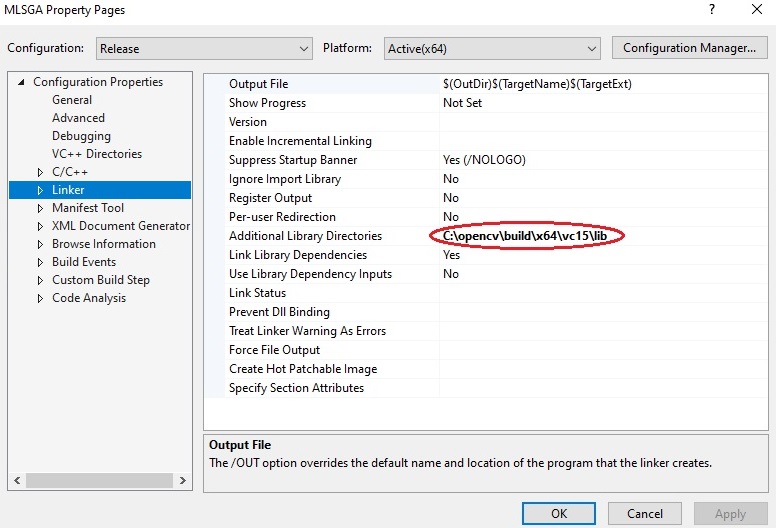 MLSGA Property Pages
? ×
Configuration: Release Platform: Active(x64) Configuration Manager...
Configuration Properties
General
Advanced
Debugging
VC++ Directories
C/C++
Linker
Manifest Tool
XML Document Generator
Browse Information
Build Events
Custom Build Step
Code Analysis
Output File $(OutDir)$(TargetName)$(TargetExt)
Show Progress Not Set
Version
Enable Incremental Linking
Suppress Startup Banner Yes (/NOLOGO)
Ignore Import Library No
Register Output No
Per-user Redirection No
Additional Library Directories C:\opencv\build\x64\vc15\lib
Link Library Dependencies Yes
Use Library Dependency Inputs No
Link Status
Prevent Dll Binding
Treat Linker Warning As Errors
Force File Output
Create Hot Patchable Image
Specify Section Attributes
Output File
The /OUT option overrides the default name and location of the program that the linker creates.
OK Cancel Apply